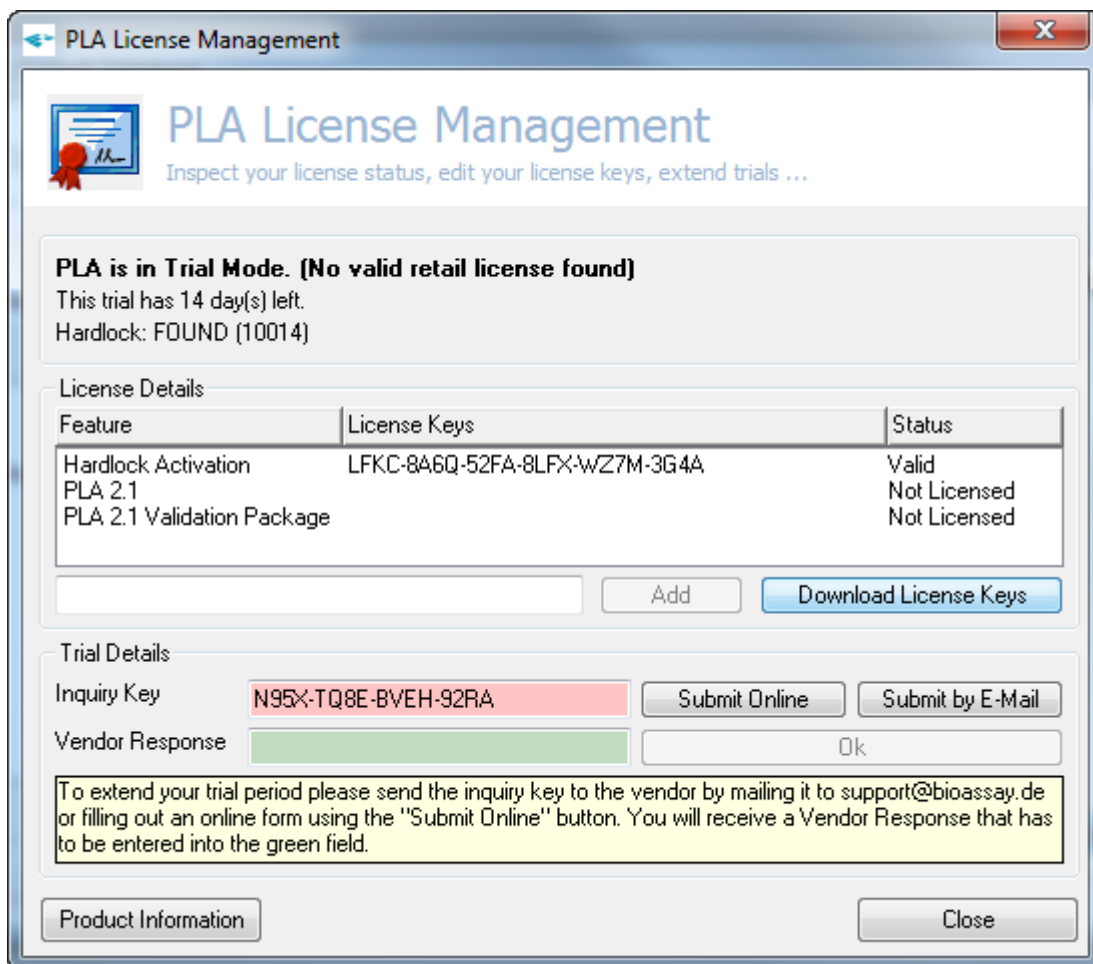 PLA License Management
PLA License Management
Inspect your license status, edit your license keys, extend trials ...
PLA is in Trial Mode. (No valid retail license found)
This trial has 14 day(s) left.
Hardlock: FOUND (10014)
License Details
Feature License Keys Status
Hardlock Activation LFKC-8A6Q-52FA-8LFX-WZ7M-3G4A Valid
PLA 2.1 Not Licensed
PLA 2.1 Validation Package Not Licensed
Add Download License Keys
Trial Details
Inquiry Key N95X-TQ8E-BVEH-92RA Submit Online Submit by E-Mail
Vendor Response Ok
To extend your trial period please send the inquiry key to the vendor by mailing it to support@bioassay.de
or filling out an online form using the "Submit Online" button. You will receive a Vendor Response that has
to be entered into the green field.
Product Information Close